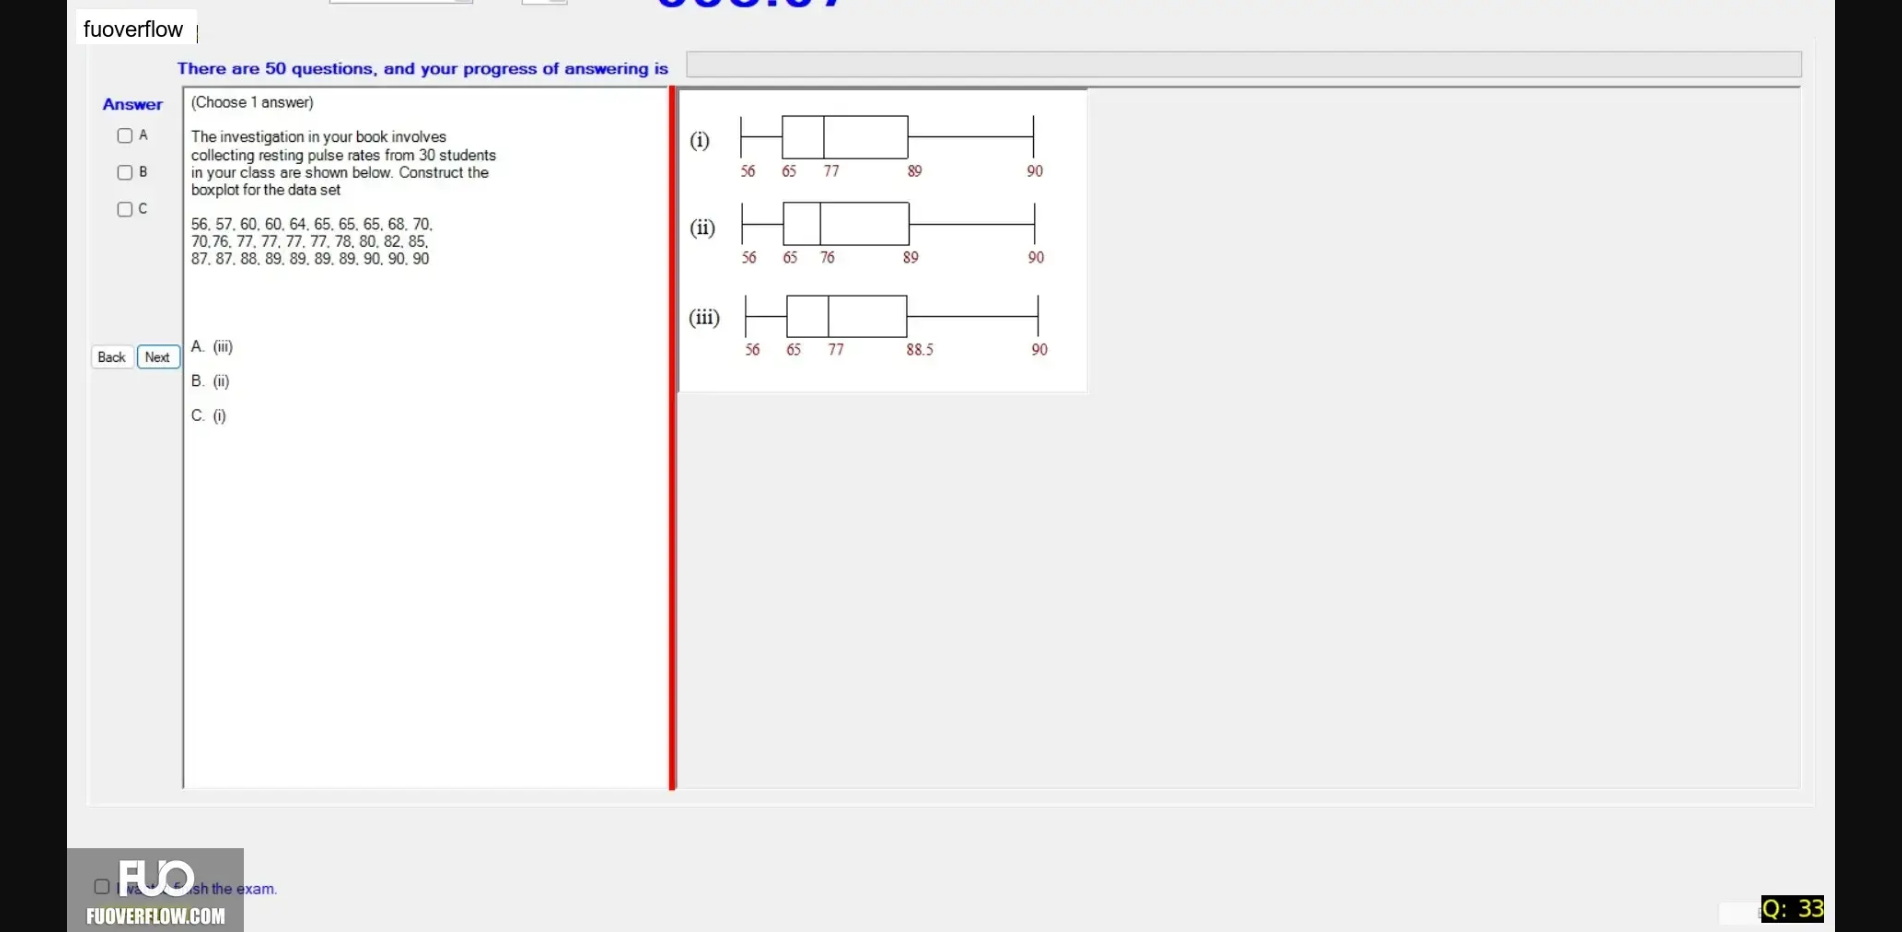 fuoverflow
There are 50 questions, and your progress of answering is
Answer
A
B
C
Back
Next
(Choose 1 answer)
The investigation in your book involves
collecting resting pulse rates from 30 students
in your class are shown below. Construct the
boxplot for the data set
56, 57, 60, 60, 64, 65, 65, 65, 68, 70,
70,76, 77, 77, 77, 77, 78, 80, 82, 85,
87, 87, 88, 89, 89, 89, 89, 90, 90, 90
A. (iii)
B. (ii)
C. (i)
(i)
56 65 77 89 90
(ii)
56 65 76 89 90
(iii)
56 65 77 88.5 90
FUO
finish the exam.
FUOVERFLOW.COM
Q: 33